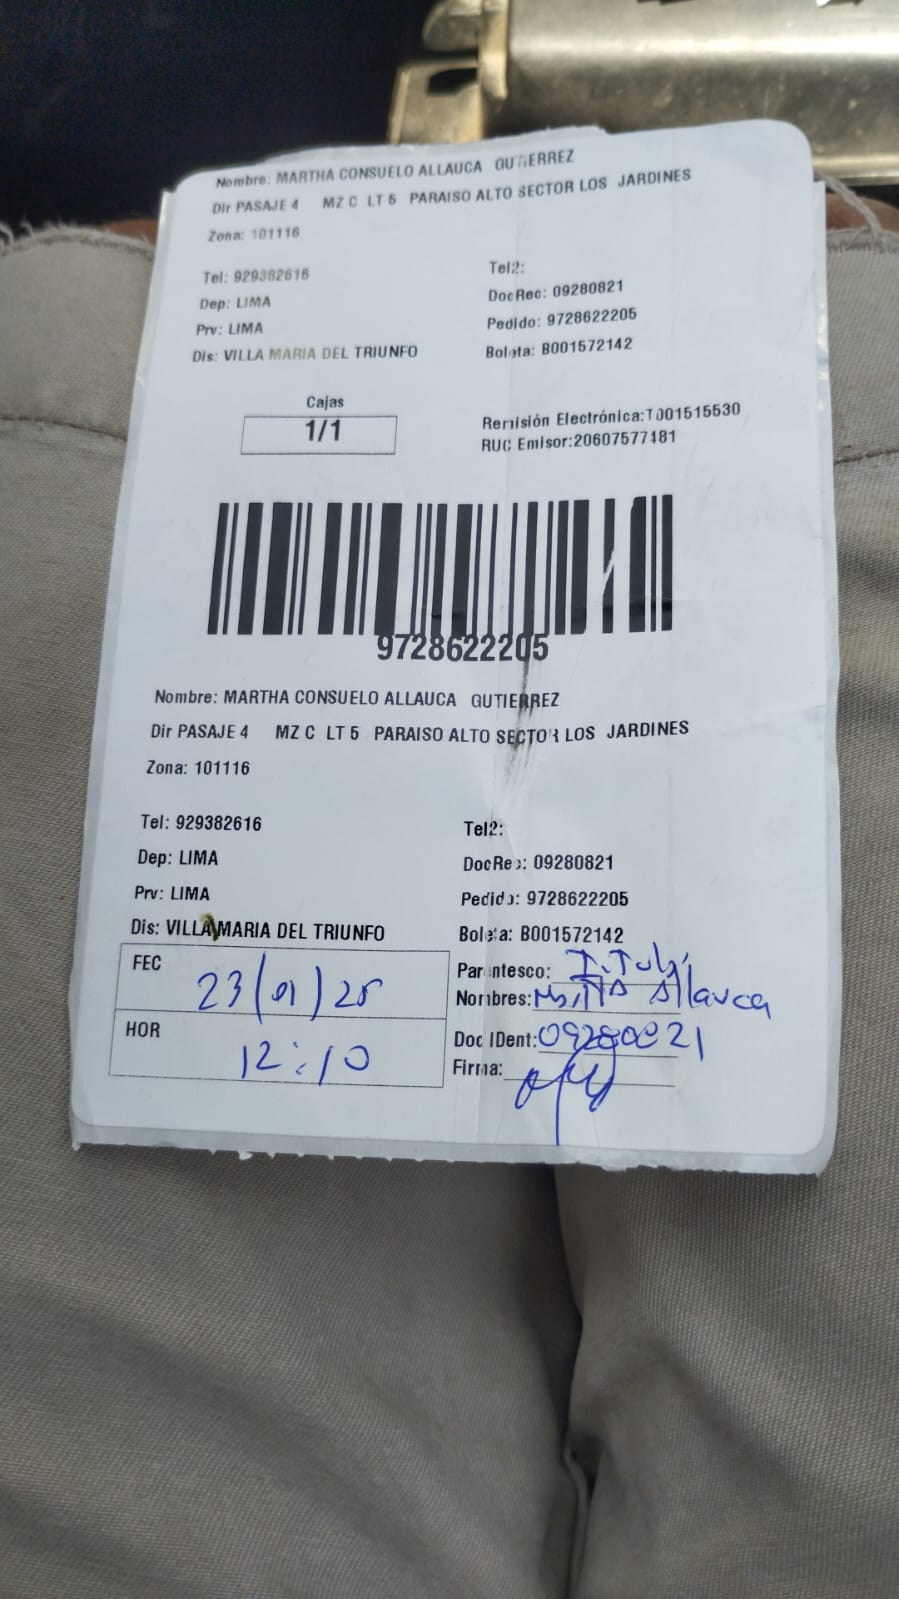 Nombre: MARTHA CONSUELO ALLAUCA GUTIERREZ
Dir PASAJE 4 MZ C LT 5 PARAISO ALTO SECTOR LOS JARDINES
Zona: 101116
Tel: 929382616 Tel2:
Dep: LIMA DocRec: 09280821
Prv: LIMA Pedido: 9728622205
Dis: VILLA MARIA DEL TRIUNFO Boleta: B001572142
Cajas
1/1
Remisión Electrónica:T001515530
RUC Emisor:20607577481
9728622205
Nombre: MARTHA CONSUELO ALLAUCA GUTIERREZ
Dir PASAJE 4 MZ C LT 5 PARAISO ALTO SECTOR LOS JARDINES
Zona: 101116
Tel: 929382616 Tel2:
Dep: LIMA DocRec: 09280821
Prv: LIMA Pedido: 9728622205
Dis: VILLA MARIA DEL TRIUNFO Boleta: B001572142
FEC 23/01/25 Parentesco:
Nombres: Allauca
HOR 12:10 Doc IDent: 09280821
Firma: